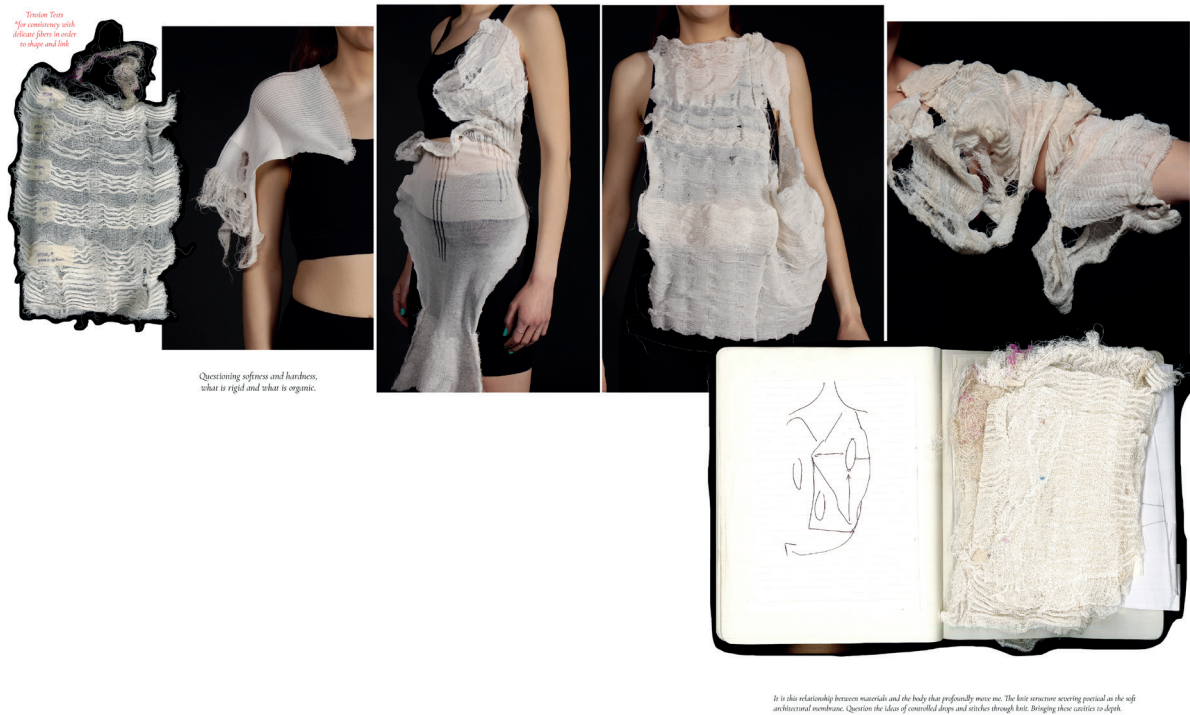 Tension Tests
*for consistency with
delicate fibers in order
to shape and link
Questioning softness and hardness,
what is rigid and what is organic.
It is this relationship between materials and the body that profoundly move me. The knit structure severing poetical as the soft
architectural membrane. Question the ideas of controlled drops and stitches through knit. Bringing these cavities to depth.